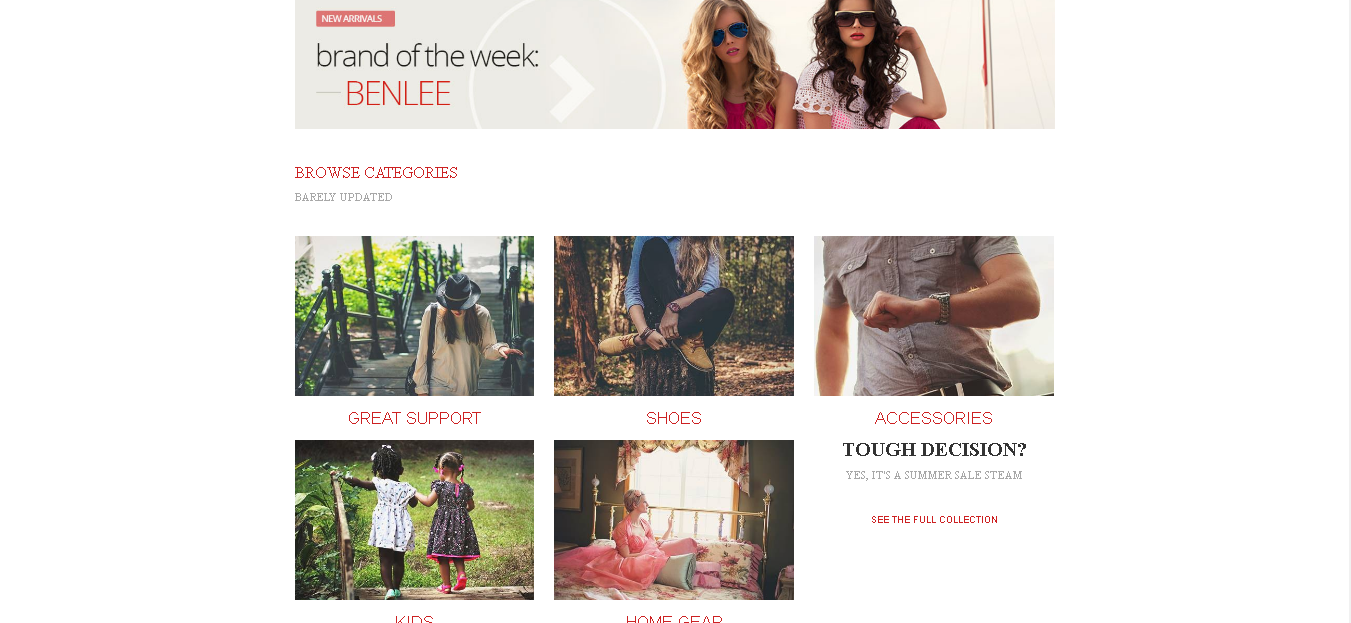 NEW ARRIVALS
brand of the week:
BENLEE
BROWSE CATEGORIES
BARELY UPDATED
GREAT SUPPORT
SHOES
ACCESSORIES
TOUGH DECISION?
YES, IT'S A SUMMER SALE STEAM
SEE THE FULL COLLECTION
KIDS
HOME GEAR